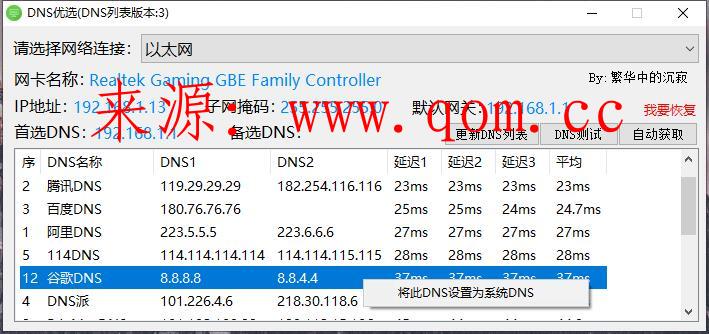 DNS优选(DNS列表版本:3)
请选择网络连接: 以太网
网卡名称: Realtek Gaming GBE Family Controller By: 繁华中的沉寂
IP地址: 192.168.1.13 子网掩码: 255.255.255.0 默认网关: 192.168.1.1 我要恢复
来源: www.qom.cc
首选DNS: 192.168.1.1 备选DNS: 更新DNS列表 DNS测试 自动获取
序 DNS名称 DNS1 DNS2 延迟1 延迟2 延迟3 平均
2 腾讯DNS 119.29.29.29 182.254.116.116 23ms 23ms 23ms 23ms
3 百度DNS 180.76.76.76 25ms 25ms 24ms 24.7ms
1 阿里DNS 223.5.5.5 223.6.6.6 27ms 27ms 27ms 27ms
5 114DNS 114.114.114.114 114.114.115.115 28ms 28ms 28ms 28ms
12 谷歌DNS 8.8.8.8 8.8.4.4 37ms 37ms 37ms 37ms
将此DNS设置为系统DNS
4 DNS派 101.226.4.6 218.30.118.6